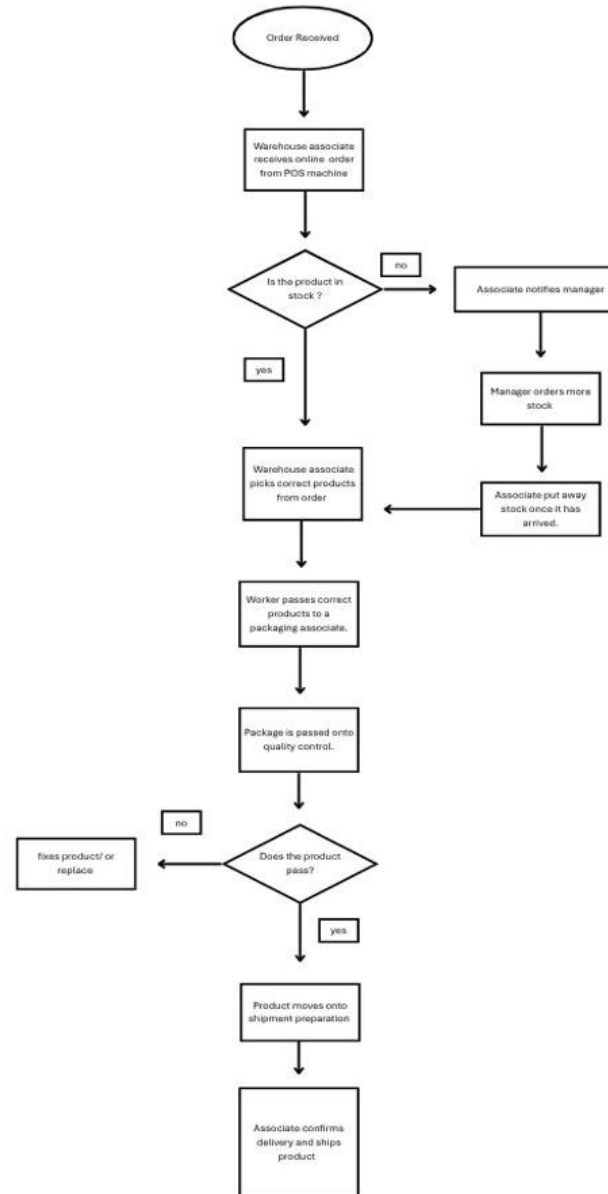 Order Received
Warehouse associate
receives online order
from POS machine
Is the product in
stock ?
no
Associate notifies manager
yes
Manager orders more
stock
Warehouse associate
picks correct products
from order
Associate put away
stock once it has
arrived.
Worker passes correct
products to a
packaging associate.
Package is passed onto
quality control.
no
fixes product/ or
replace
Does the product
pass?
yes
Product moves onto
shipment preparation
Associate confirms
delivery and ships
product